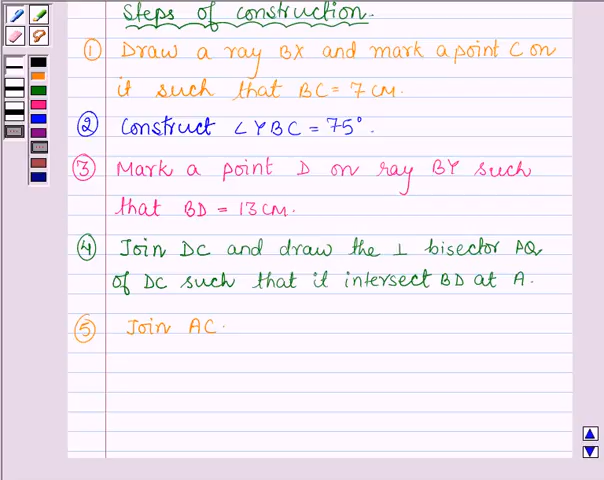 Steps of construction.
① Draw a ray BX and mark a point C on
it such that BC = 7 CM.
② Construct ∠YBC = 75°.
③ Mark a point D on ray BY such
that BD = 13 CM.
④ Join DC and draw the ⊥ bisector PQ
of DC such that it intersect BD at A.
⑤ Join AC.